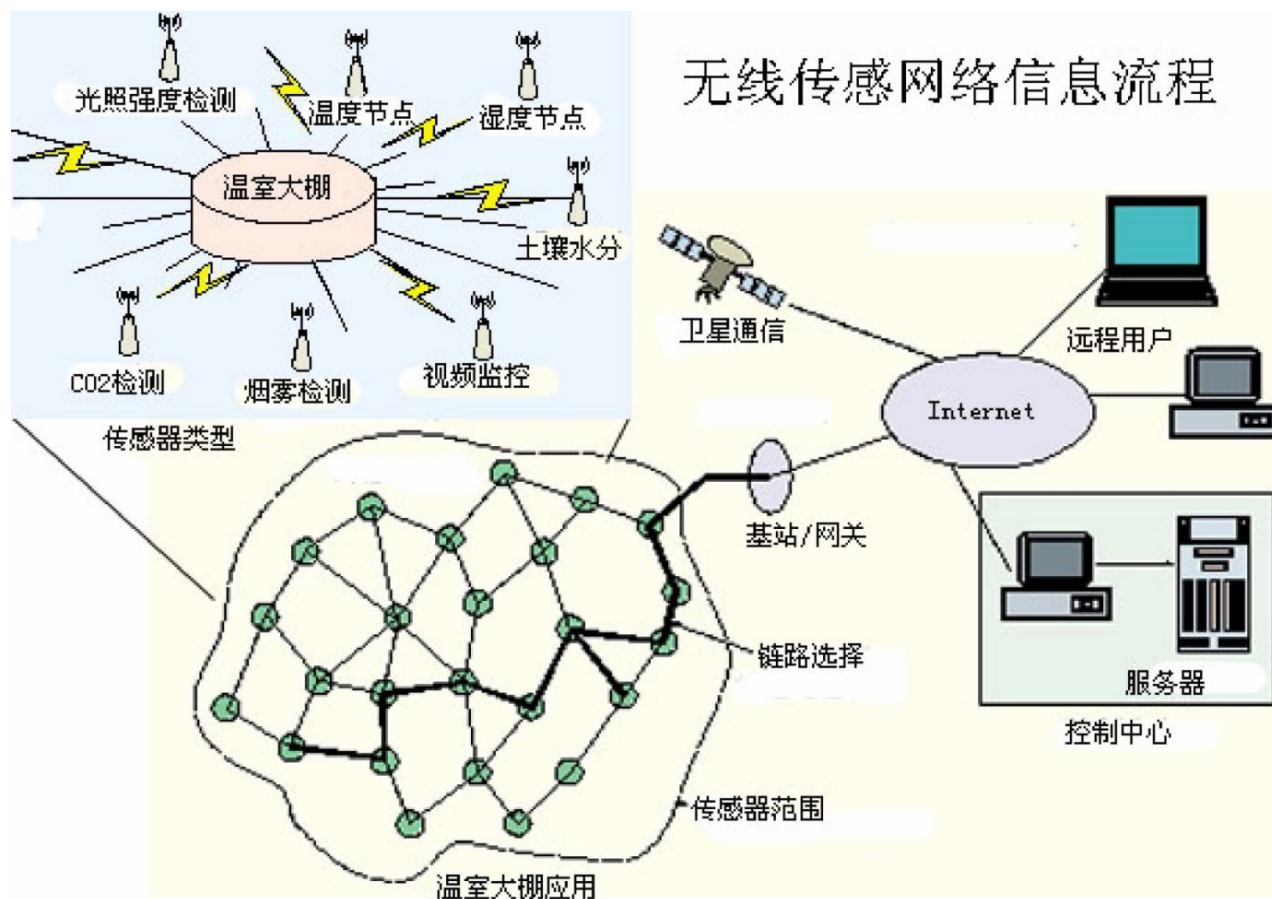 无线传感网络信息流程
光照强度检测
温度节点
湿度节点
温室大棚
土壤水分
CO2检测
烟雾检测
视频监控
传感器类型
卫星通信
远程用户
Internet
基站/网关
链路选择
服务器
控制中心
传感器范围
温室大棚应用